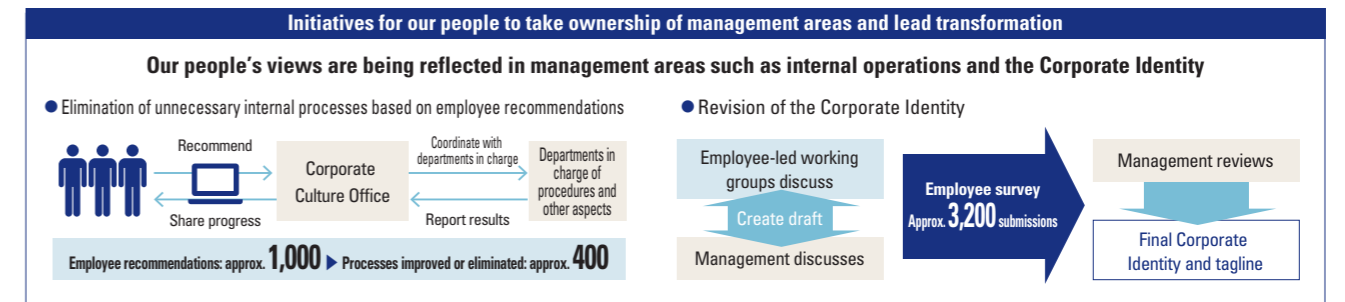 Initiatives for our people to take ownership of management areas and lead transformation
Our people's views are being reflected in management areas such as internal operations and the Corporate Identity
● Elimination of unnecessary internal processes based on employee recommendations
Recommend
Share progress
Corporate
Culture Office
Coordinate with
departments in charge
Report results
Departments in
charge of
procedures and
other aspects
Employee recommendations: approx. 1,000 ▶ Processes improved or eliminated: approx. 400
● Revision of the Corporate Identity
Employee-led working
groups discuss
Create draft
Management discusses
Employee survey
Approx. 3,200 submissions
Management reviews
Final Corporate
Identity and tagline